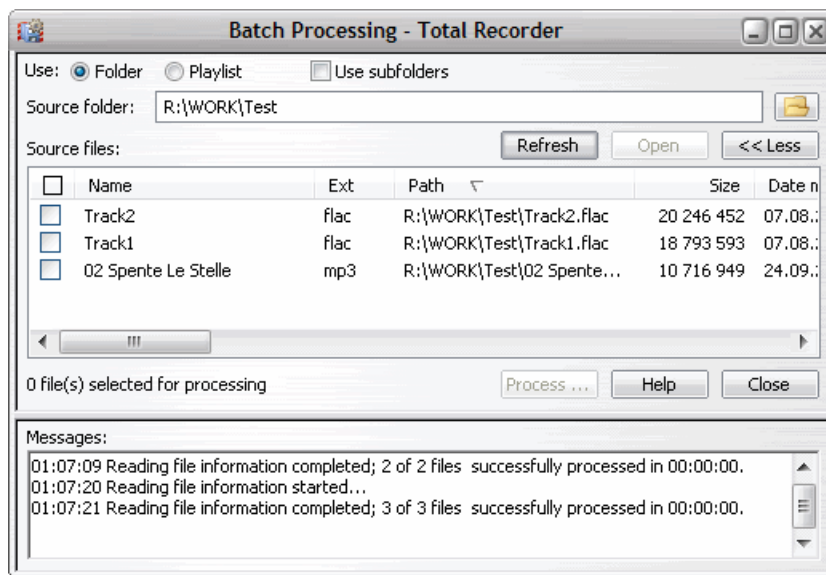 Batch Processing - Total Recorder
Use: Folder Playlist Use subfolders
Source folder: R:\WORK\Test
Source files: Refresh Open << Less
Name Ext Path Size Date n
Track2 flac R:\WORK\Test\Track2.flac 20 246 452 07.08.:
Track1 flac R:\WORK\Test\Track1.flac 18 793 593 07.08.:
02 Spente Le Stelle mp3 R:\WORK\Test\02 Spente... 10 716 949 24.09.:
0 file(s) selected for processing Process ... Help Close
Messages:
01:07:09 Reading file information completed; 2 of 2 files successfully processed in 00:00:00.
01:07:20 Reading file information started...
01:07:21 Reading file information completed; 3 of 3 files successfully processed in 00:00:00.